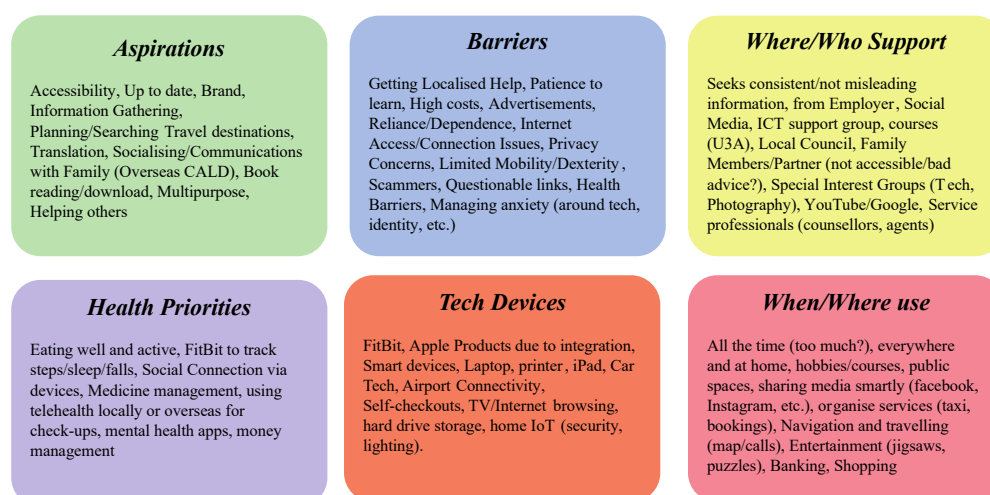 Aspirations
Accessibility, Up to date, Brand,
Information Gathering,
Planning/Searching Travel destinations,
Translation, Socialising/Communications
with Family (Overseas CALD), Book
reading/download, Multipurpose,
Helping others
Barriers
Getting Localised Help, Patience to
learn, High costs, Advertisements,
Reliance/Dependence, Internet
Access/Connection Issues, Privacy
Concerns, Limited Mobility/Dexterity,
Scammers, Questionable links, Health
Barriers, Managing anxiety (around tech,
identity, etc.)
Where/Who Support
Seeks consistent/not misleading
information, from Employer, Social
Media, ICT support group, courses
(U3A), Local Council, Family
Members/Partner (not accessible/bad
advice?), Special Interest Groups (Tech,
Photography), YouTube/Google, Service
professionals (counsellors, agents)
Health Priorities
Eating well and active, FitBit to track
steps/sleep/falls, Social Connection via
devices, Medicine management, using
telehealth locally or overseas for
check-ups, mental health apps, money
management
Tech Devices
FitBit, Apple Products due to integration,
Smart devices, Laptop, printer, iPad, Car
Tech, Airport Connectivity,
Self-checkouts, TV/Internet browsing,
hard drive storage, home IoT (security,
lighting).
When/Where use
All the time (too much?), everywhere
and at home, hobbies/courses, public
spaces, sharing media smartly (facebook,
Instagram, etc.), organise services (taxi,
bookings), Navigation and travelling
(map/calls), Entertainment (jigsaws,
puzzles), Banking, Shopping